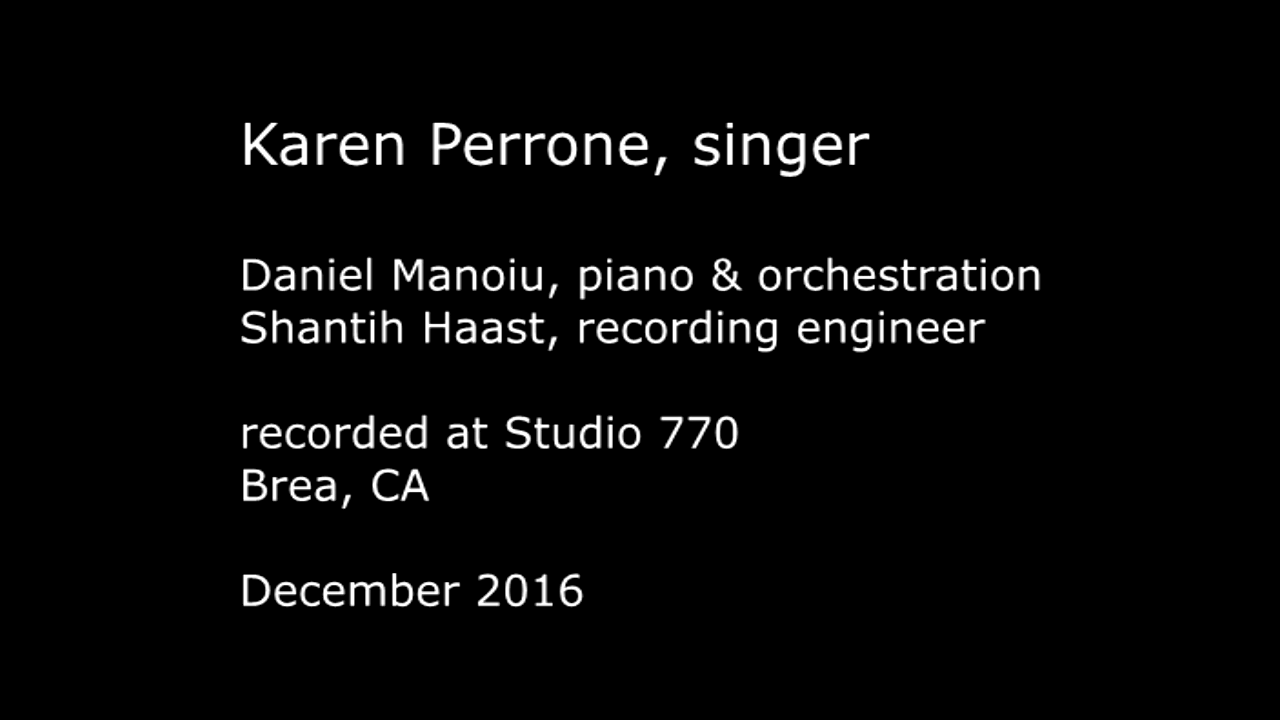 Karen Perrone, singer
Daniel Manoiu, piano & orchestration
Shantih Haast, recording engineer
recorded at Studio 770
Brea, CA
December 2016